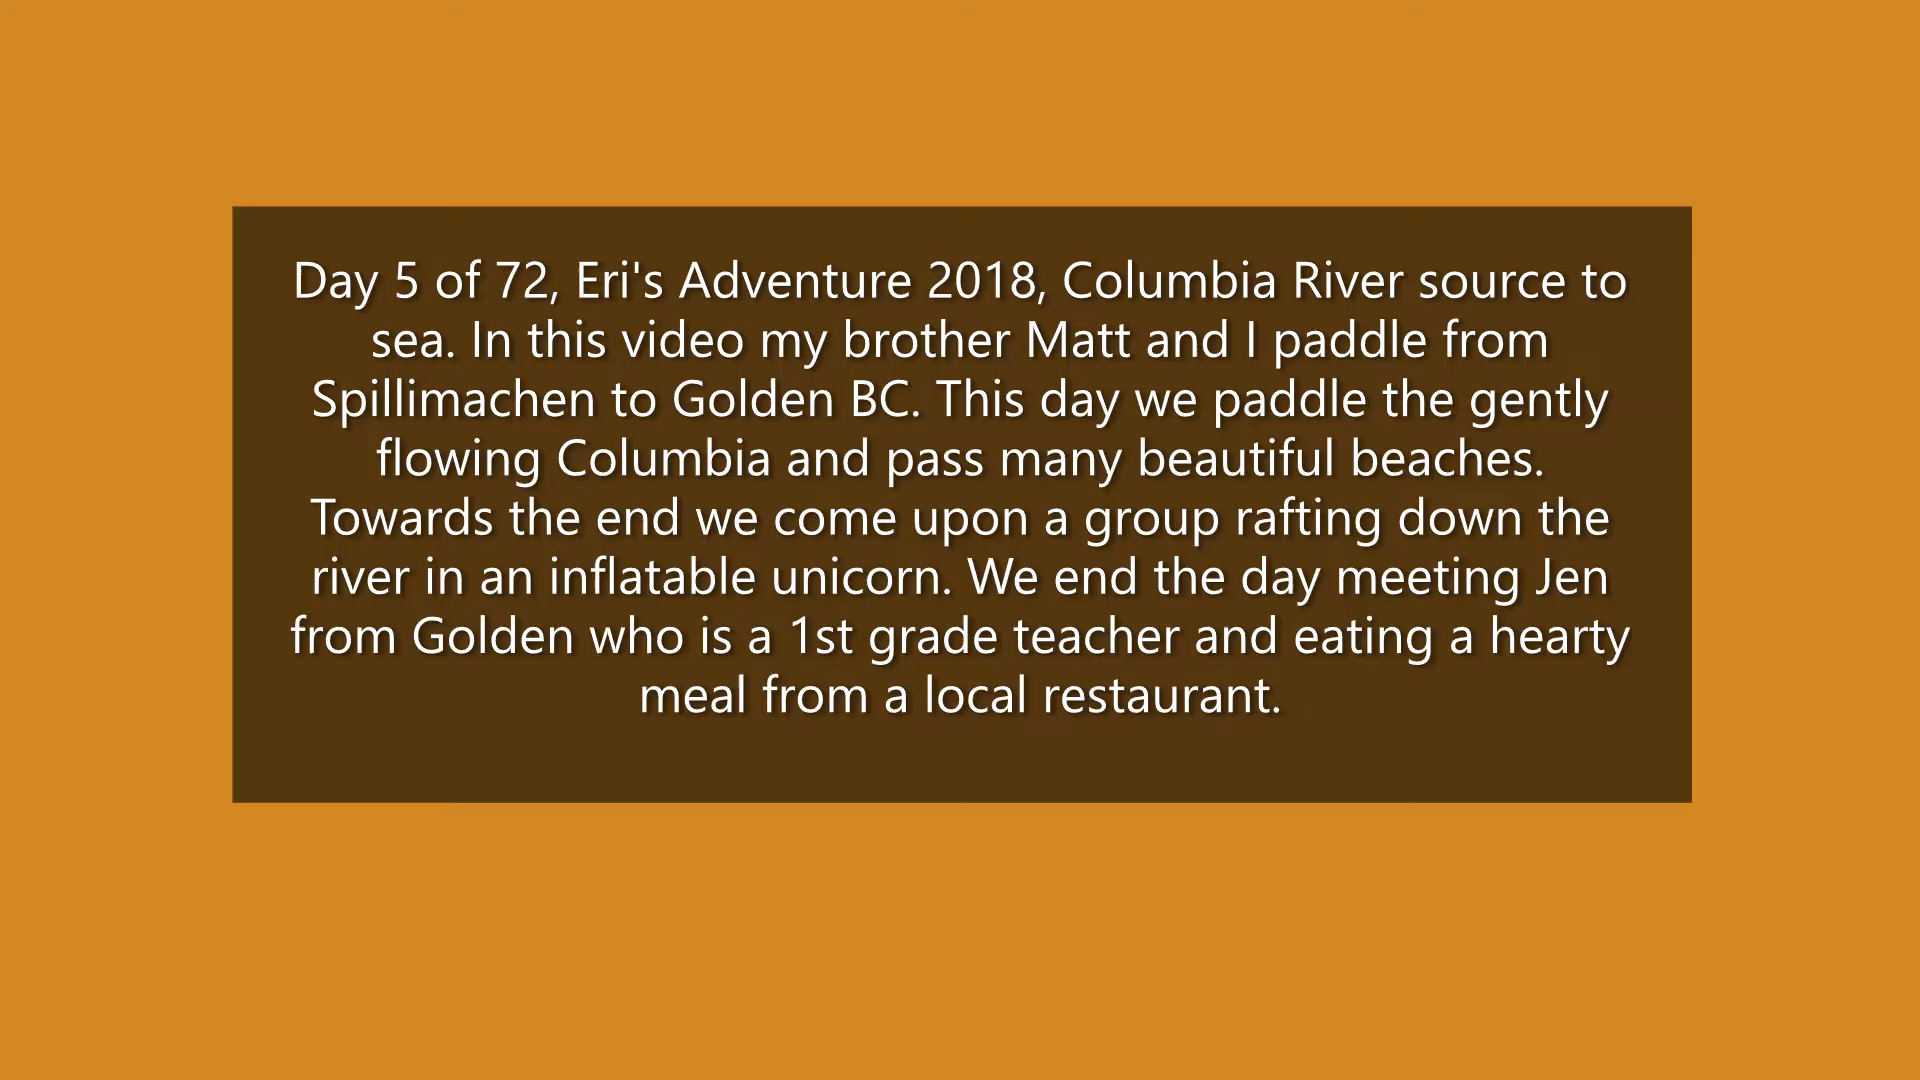 Day 5 of 72, Eri's Adventure 2018, Columbia River source to
sea. In this video my brother Matt and I paddle from
Spillimachen to Golden BC. This day we paddle the gently
flowing Columbia and pass many beautiful beaches.
Towards the end we come upon a group rafting down the
river in an inflatable unicorn. We end the day meeting Jen
from Golden who is a 1st grade teacher and eating a hearty
meal from a local restaurant.